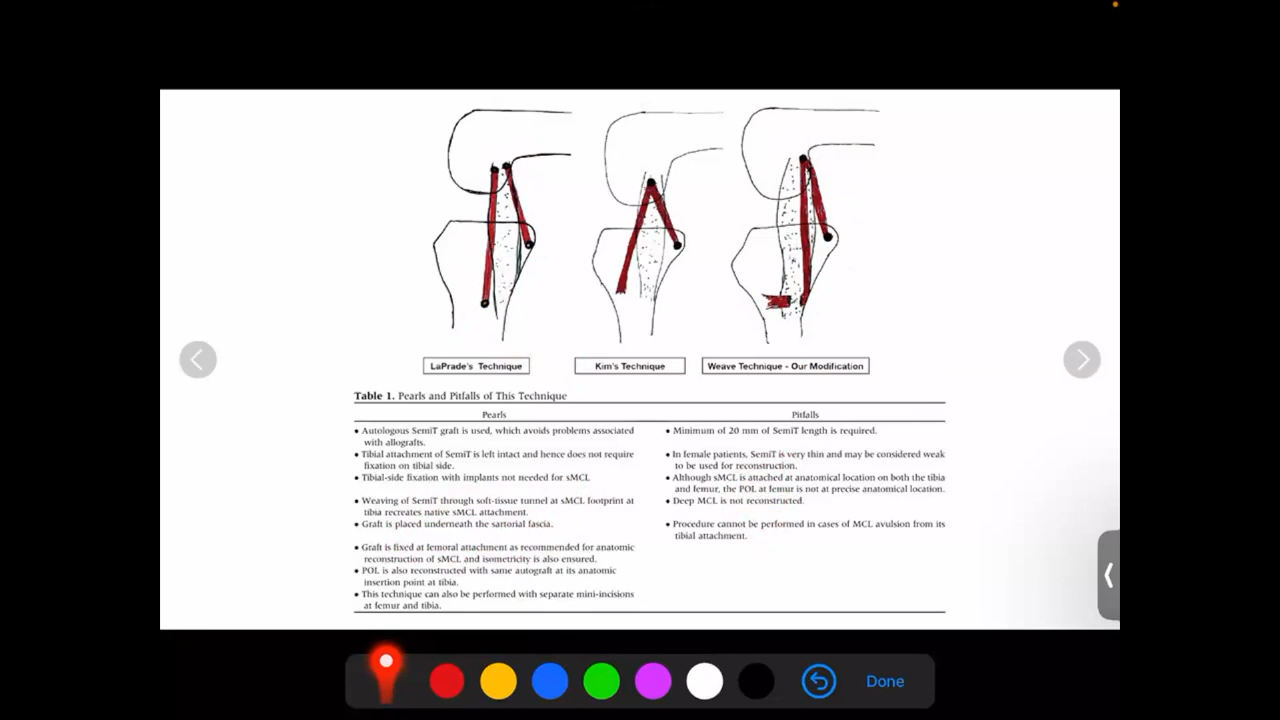 LaPrade's Technique
Kim's Technique
Weave Technique - Our Modification
Table 1. Pearls and Pitfalls of This Technique
Pearls
Pitfalls
• Autologous SemiT graft is used, which avoids problems associated
with allografts.
• Minimum of 20 mm of SemiT length is required.
• Tibial attachment of SemiT is left intact and hence does not require
fixation on tibial side.
• In female patients, SemiT is very thin and may be considered weak
to be used for reconstruction.
• Tibial-side fixation with implants not needed for sMCL
• Although sMCL is attached at anatomical location on both the tibia
and femur, the POL at femur is not at precise anatomical location.
• Weaving of SemiT through soft-tissue tunnel at sMCL footprint at
tibia recreates native sMCL attachment.
• Deep MCL is not reconstructed.
• Graft is placed underneath the sartorial fascia.
• Procedure cannot be performed in cases of MCL avulsion from its
tibial attachment.
• Graft is fixed at femoral attachment as recommended for anatomic
reconstruction of sMCL and isometricity is also ensured.
• POL is also reconstructed with same autograft at its anatomic
insertion point at tibia.
• This technique can also be performed with separate mini-incisions
at femur and tibia.
Done